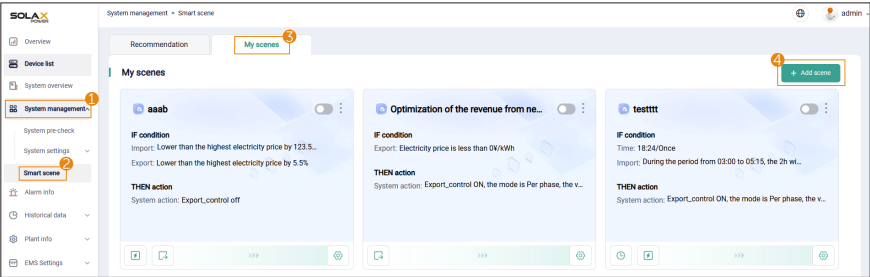 SOLAX
POWER
System management > Smart scene
admin
Overview
Device list
System overview
1
System management
System pre-check
System settings
2
Smart scene
Alarm info
Historical data
Plant info
EMS Settings
Recommendation
My scenes
3
My scenes
4
+ Add scene
aaab
IF condition
Import: Lower than the highest electricity price by 123.5...
Export: Lower than the highest electricity price by 5.5%
THEN action
System action: Export_control off
>>>
Optimization of the revenue from ne...
IF condition
Export: Electricity price is less than 0¥/kWh
THEN action
System action: Export_control ON, the mode is Per phase, the v...
>>>
testttt
IF condition
Time: 18:24/Once
Import: During the period from 03:00 to 05:15, the 2h wi...
THEN action
System action: Export_control ON, the mode is Per phase, the v...
>>>